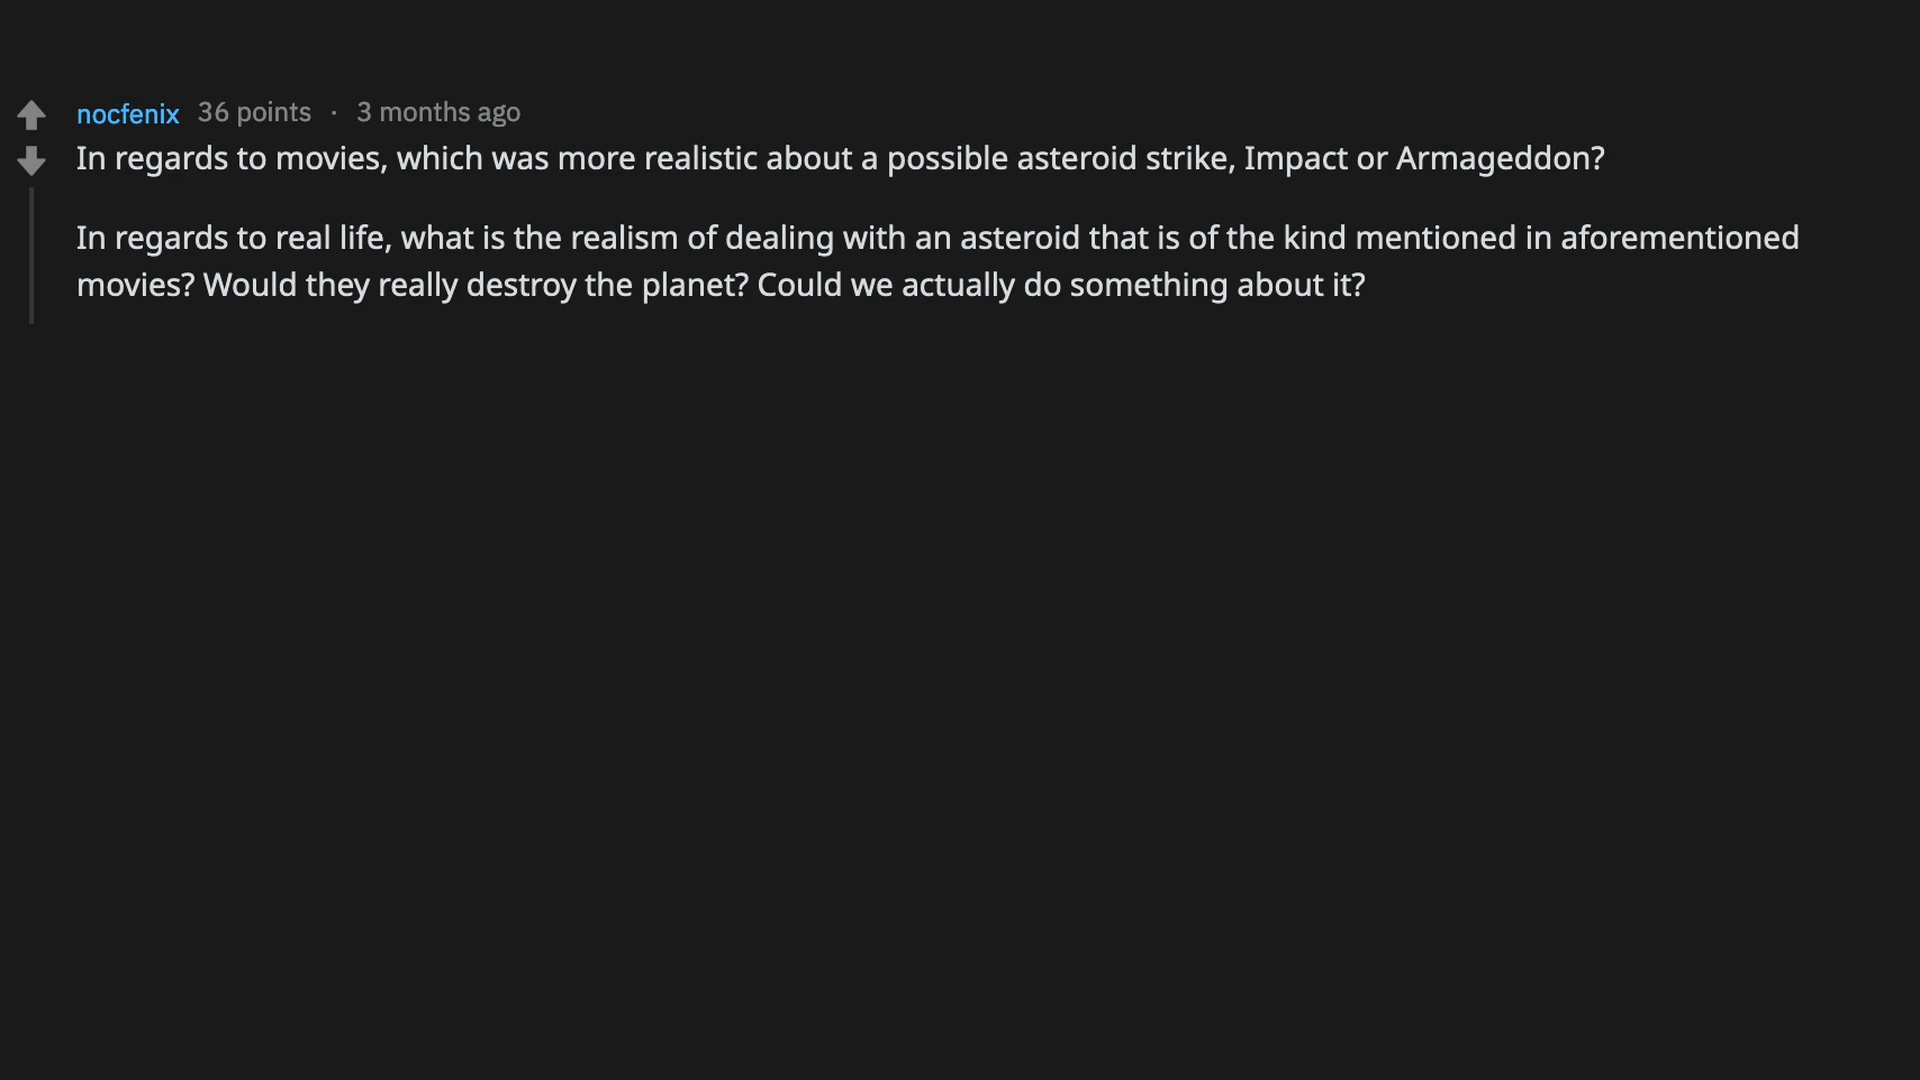 nocfenix 36 points · 3 months ago
In regards to movies, which was more realistic about a possible asteroid strike, Impact or Armageddon?
In regards to real life, what is the realism of dealing with an asteroid that is of the kind mentioned in aforementioned
movies? Would they really destroy the planet? Could we actually do something about it?